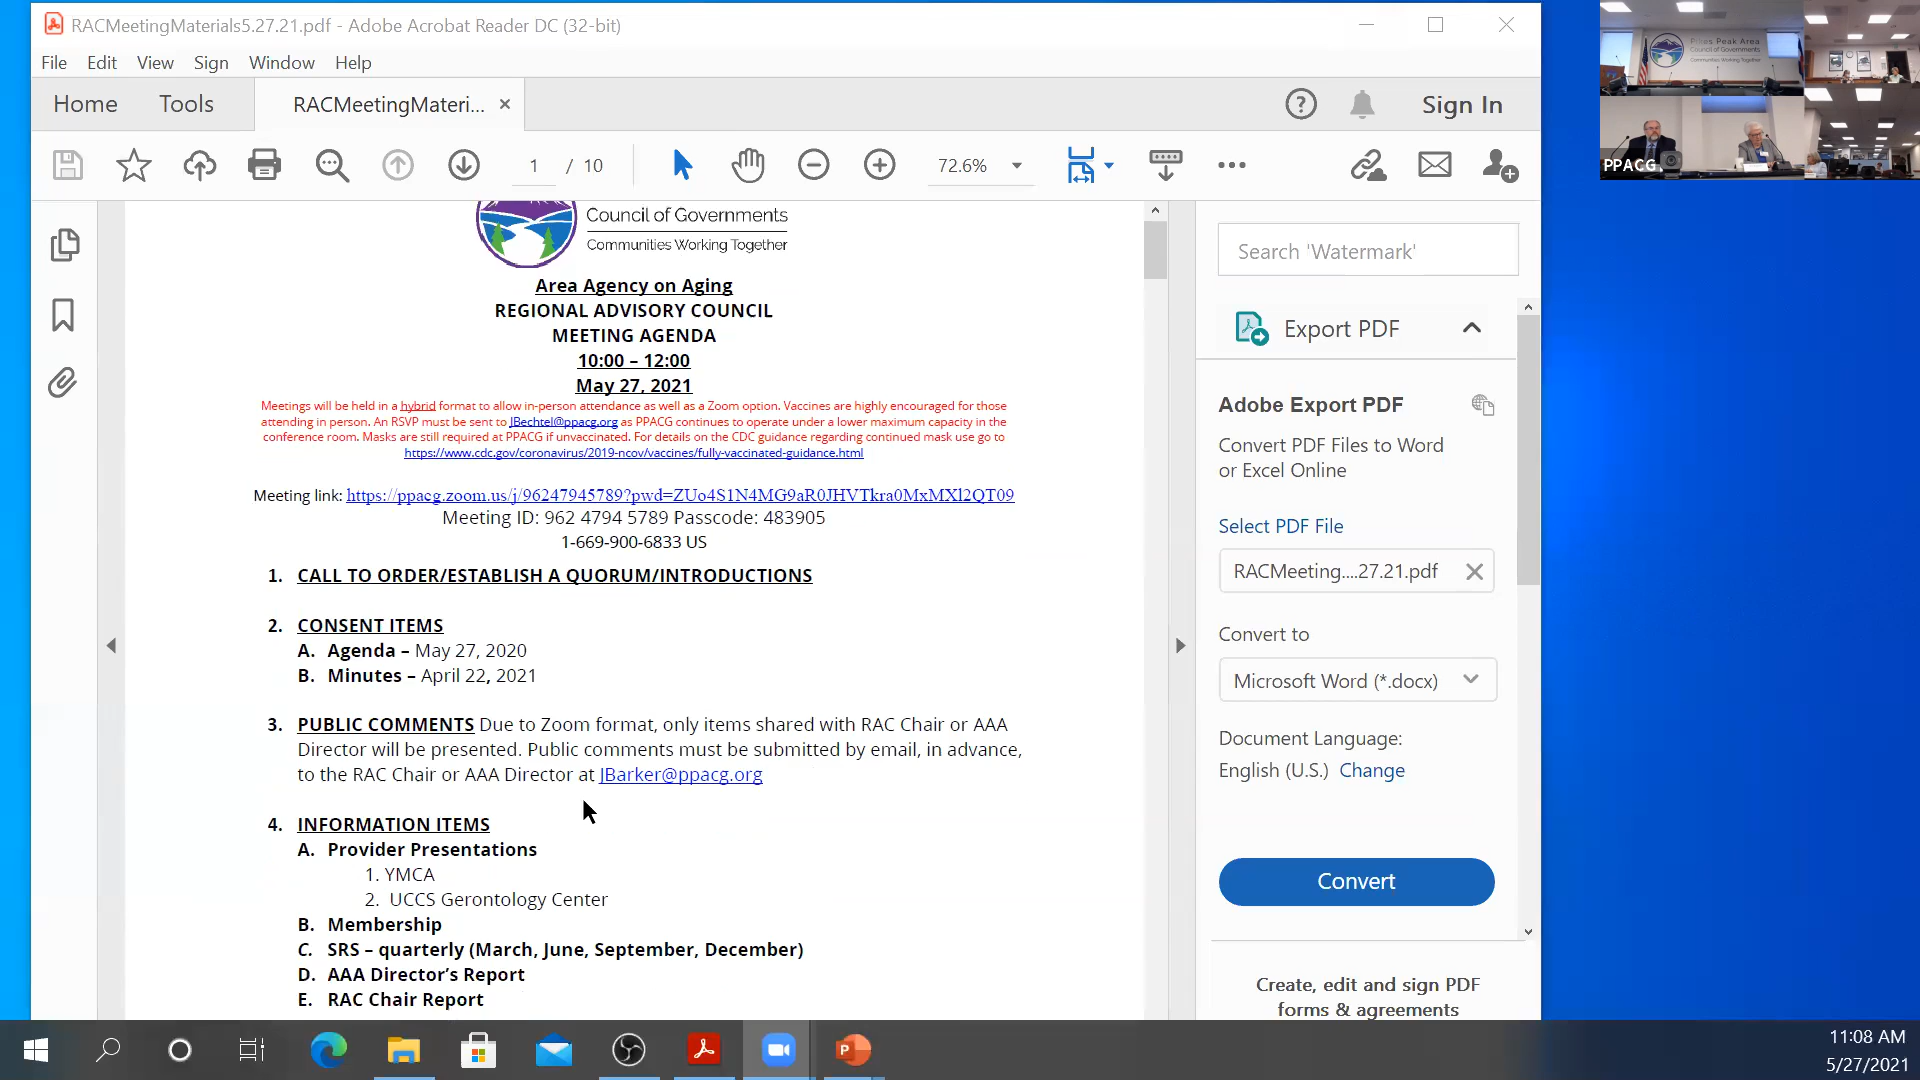 RACMeetingMaterials5.27.21.pdf - Adobe Acrobat Reader DC (32-bit)
File Edit View Sign Window Help
Home Tools RACMeetingMateri... × Sign In
1 / 10 72.6%
Council of Governments
Communities Working Together
Area Agency on Aging
REGIONAL ADVISORY COUNCIL
MEETING AGENDA
10:00 – 12:00
May 27, 2021
Meetings will be held in a hybrid format to allow in-person attendance as well as a Zoom option. Vaccines are highly encouraged for those
attending in person. An RSVP must be sent to JBechtel@ppacg.org as PPACG continues to operate under a lower maximum capacity in the
conference room. Masks are still required at PPACG if unvaccinated. For details on the CDC guidance regarding continued mask use go to
https://www.cdc.gov/coronavirus/2019-ncov/vaccines/fully-vaccinated-guidance.html
Meeting link: https://ppacg.zoom.us/j/96247945789?pwd=ZUo4S1N4MG9aR0JHVTkra0MxMXl2QT09
Meeting ID: 962 4794 5789 Passcode: 483905
1-669-900-6833 US
1. CALL TO ORDER/ESTABLISH A QUORUM/INTRODUCTIONS
2. CONSENT ITEMS
A. Agenda – May 27, 2020
B. Minutes – April 22, 2021
3. PUBLIC COMMENTS Due to Zoom format, only items shared with RAC Chair or AAA
Director will be presented. Public comments must be submitted by email, in advance,
to the RAC Chair or AAA Director at JBarker@ppacg.org
4. INFORMATION ITEMS
A. Provider Presentations
1. YMCA
2. UCCS Gerontology Center
B. Membership
C. SRS – quarterly (March, June, September, December)
D. AAA Director's Report
E. RAC Chair Report
Search 'Watermark'
Export PDF
Adobe Export PDF
Convert PDF Files to Word
or Excel Online
Select PDF File
RACMeeting....27.21.pdf
Convert to
Microsoft Word (*.docx)
Document Language:
English (U.S.) Change
Convert
Create, edit and sign PDF
forms & agreements
Pikes Peak Area
Council of Governments
Communities Working Together
PPACG
11:08 AM
5/27/2021